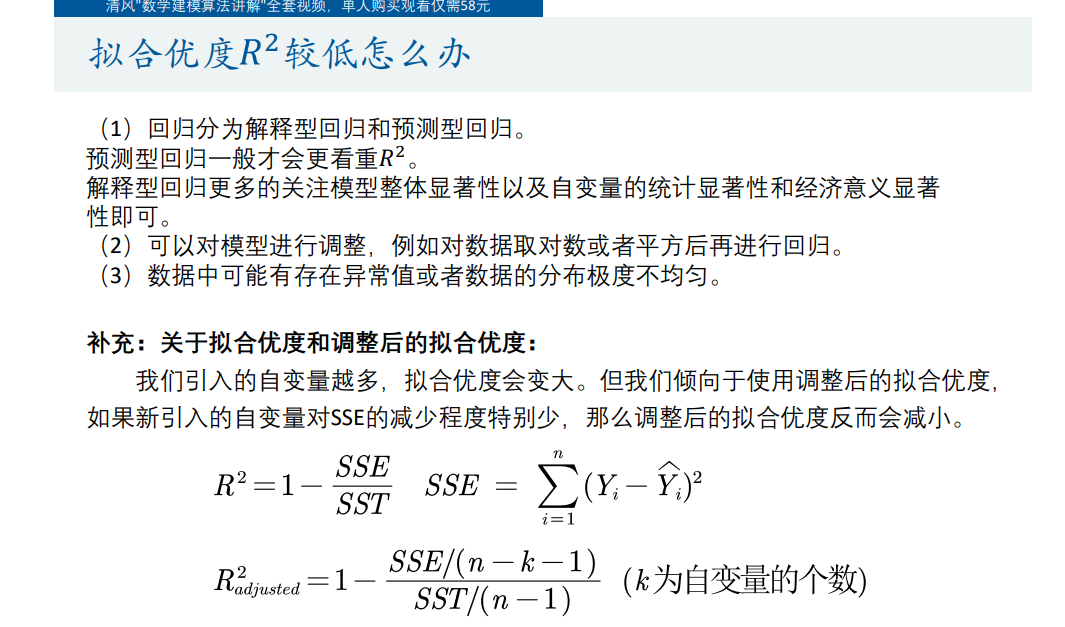 清风"数学建模算法讲解"全套视频，单人购买观看仅需58元
拟合优度R²较低怎么办
（1）回归分为解释型回归和预测型回归。
预测型回归一般才会更看重R²。
解释型回归更多的关注模型整体显著性以及自变量的统计显著性和经济意义显著
性即可。
（2）可以对模型进行调整，例如对数据取对数或者平方后再进行回归。
（3）数据中可能有存在异常值或者数据的分布极度不均匀。
补充：关于拟合优度和调整后的拟合优度：
我们引入的自变量越多，拟合优度会变大。但我们倾向于使用调整后的拟合优度，
如果新引入的自变量对SSE的减少程度特别少，那么调整后的拟合优度反而会减小。
R² = 1 − SSE/SST   SSE = ∑_{i=1}^{n} (Y_i − Ŷ_i)²
R²_{adjusted} = 1 − [SSE/(n − k − 1)] / [SST/(n − 1)] (k为自变量的个数)